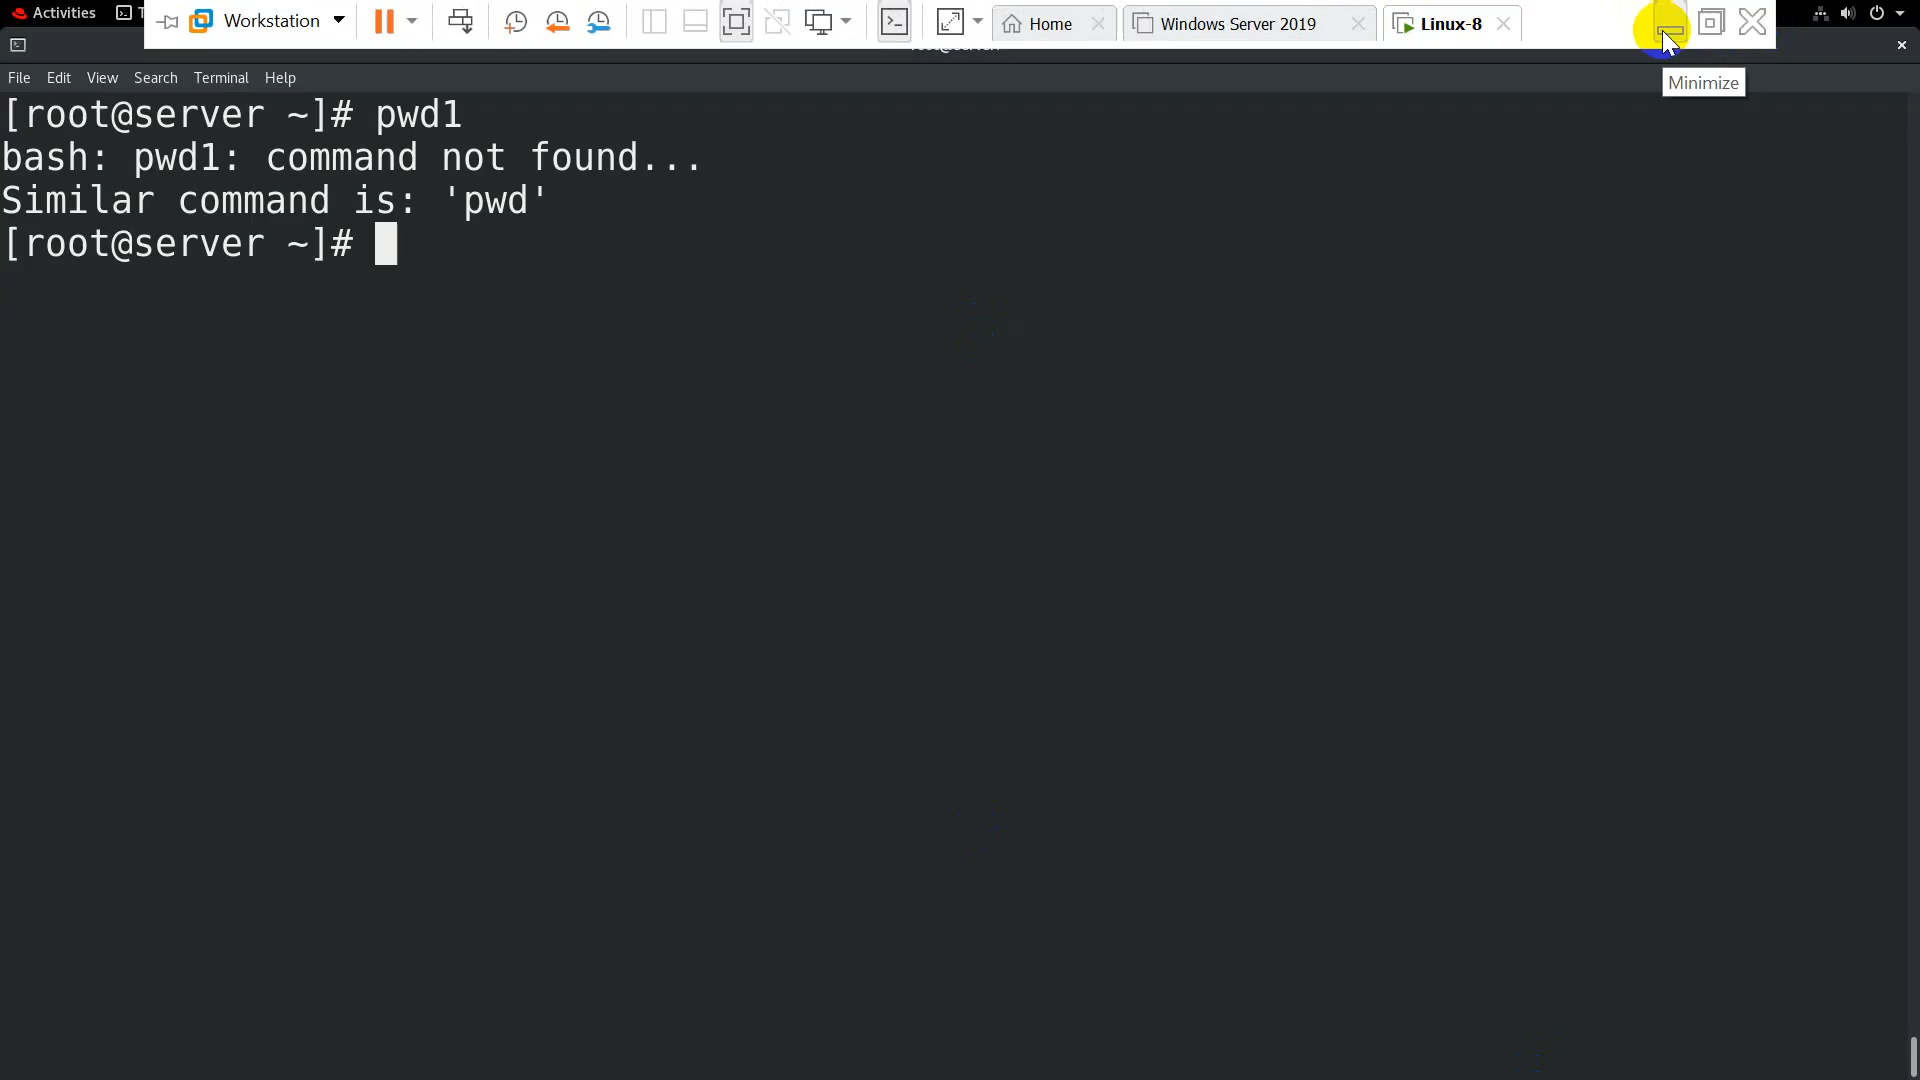 Activities
Workstation
Home
Windows Server 2019
Linux-8
Minimize
File Edit View Search Terminal Help
[root@server ~]# pwd1
bash: pwd1: command not found...
Similar command is: 'pwd'
[root@server ~]#